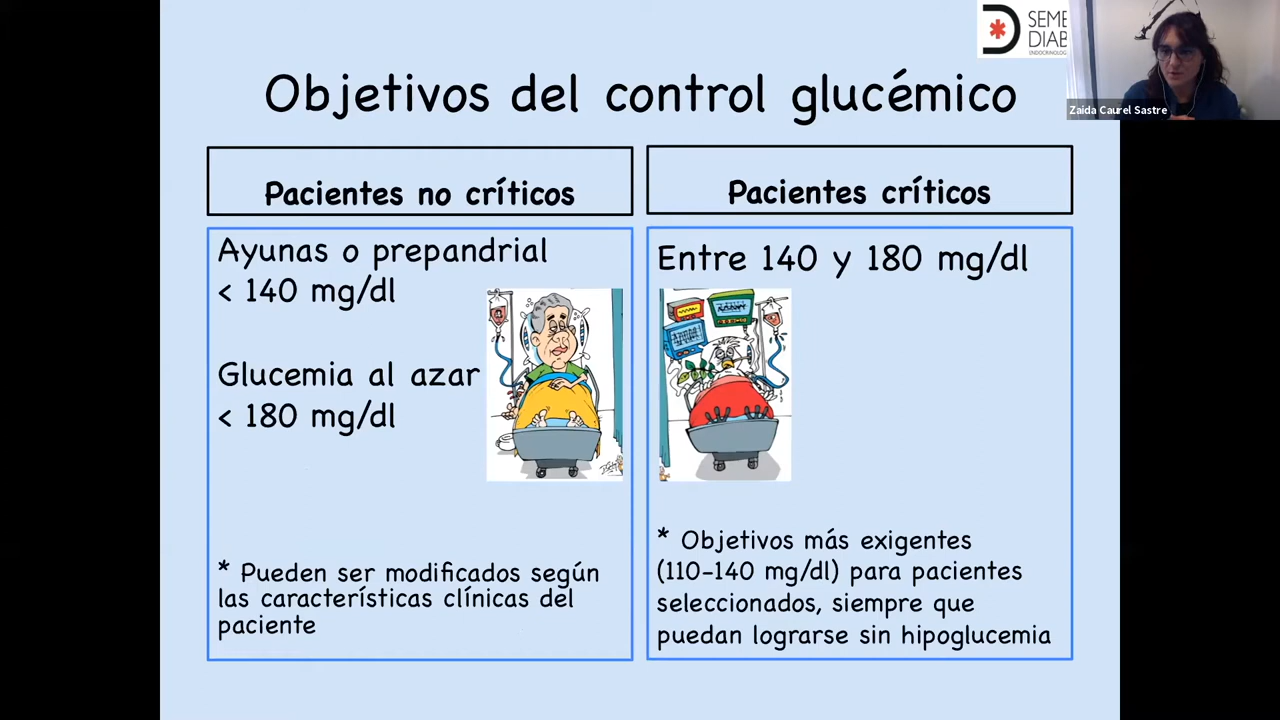 SEME
DIAB
ENDOCRINOLOG
Zaida Caurel Sastre
Objetivos del control glucémico
Pacientes no críticos
Ayunas o prepandrial
< 140 mg/dl
Glucemia al azar
< 180 mg/dl
* Pueden ser modificados según
las características clínicas del
paciente
Pacientes críticos
Entre 140 y 180 mg/dl
* Objetivos más exigentes
(110-140 mg/dl) para pacientes
seleccionados, siempre que
puedan lograrse sin hipoglucemia